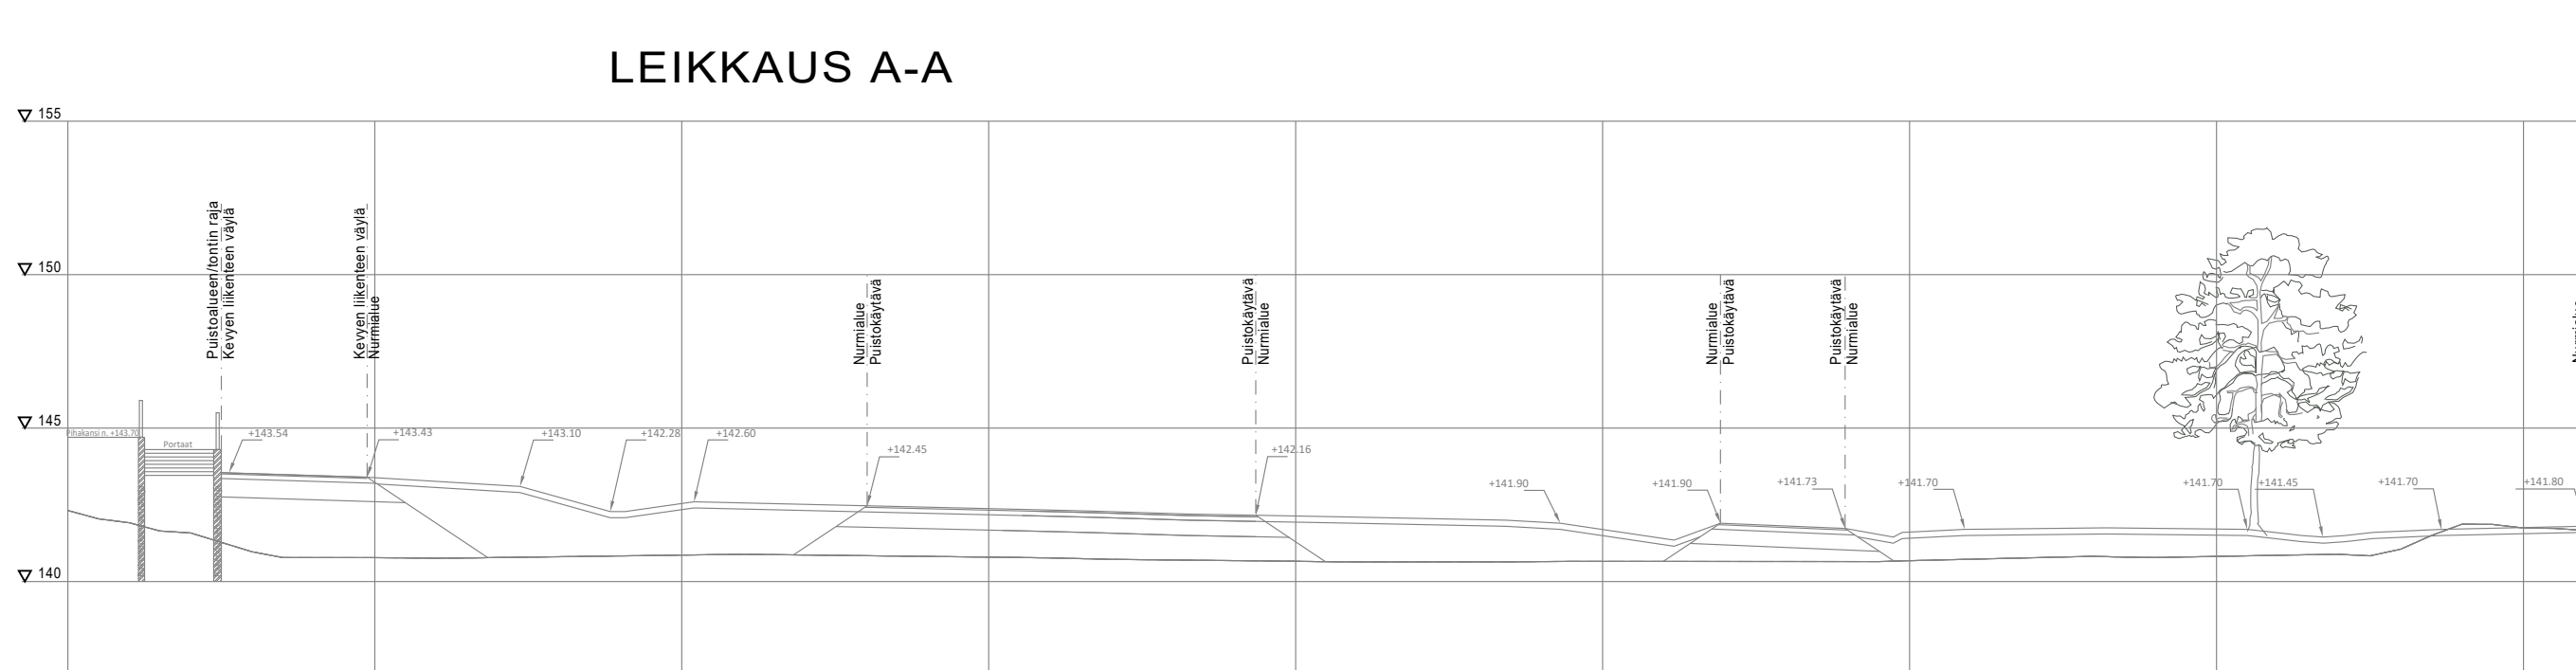 LEIKKAUS A-A
155
150
145
140
Puistoalueen/tontin raja
Kevyen liikenteen väylä
Kevyen liikenteen väylä
Nurmialue
Nurmialue
Puistokäytävä
Puistokäytävä
Nurmialue
Nurmialue
Puistokäytävä
Puistokäytävä
Nurmialue
Pihakansi n. +143.70
Portaat
+143.54
+143.43
+143.10
+142.28
+142.60
+142.45
+142.16
+141.90
+141.90
+141.73
+141.70
+141.70
+141.45
+141.70
+141.80